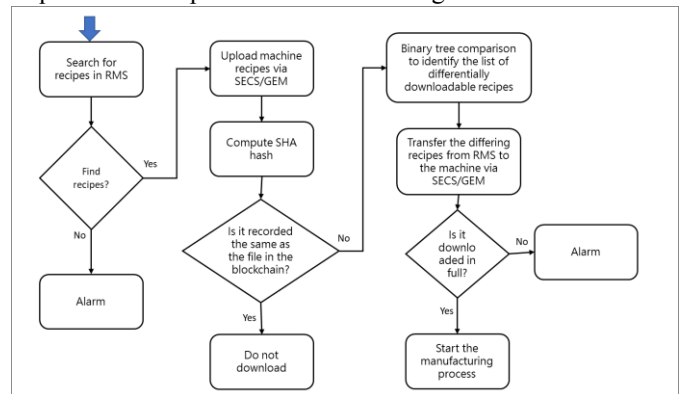 Search for
recipes in RMS
Find
recipes?
Yes
No
Alarm
Upload machine
recipes via
SECS/GEM
Compute SHA
hash
Is it recorded
the same as
the file in the
blockchain?
No
Yes
Do not
download
Binary tree comparison
to identify the list of
differentially
downloadable recipes
Transfer the differing
recipes from RMS to
the machine via
SECS/GEM
Is it
downlo
aded in
full?
No
Alarm
Yes
Start the
manufacturing
process